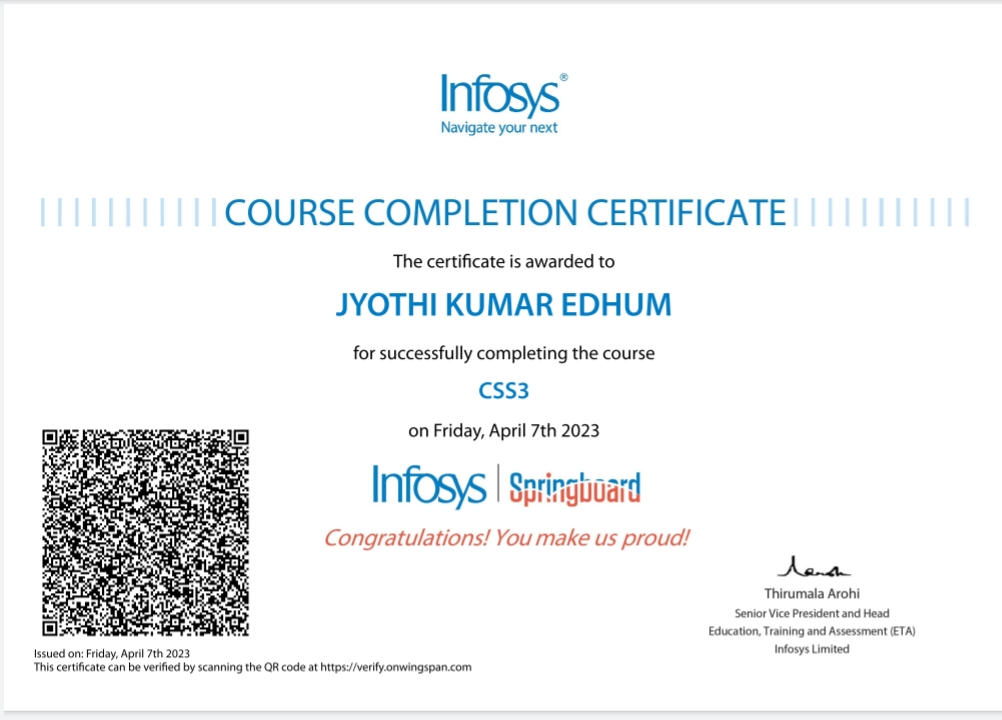 Infosys®
Navigate your next
COURSE COMPLETION CERTIFICATE
The certificate is awarded to
JYOTHI KUMAR EDHUM
for successfully completing the course
CSS3
on Friday, April 7th 2023
Infosys | Springboard
Congratulations! You make us proud!
Thirumala Arohi
Senior Vice President and Head
Education, Training and Assessment (ETA)
Infosys Limited
Issued on: Friday, April 7th 2023
This certificate can be verified by scanning the QR code at https://verify.onwingspan.com